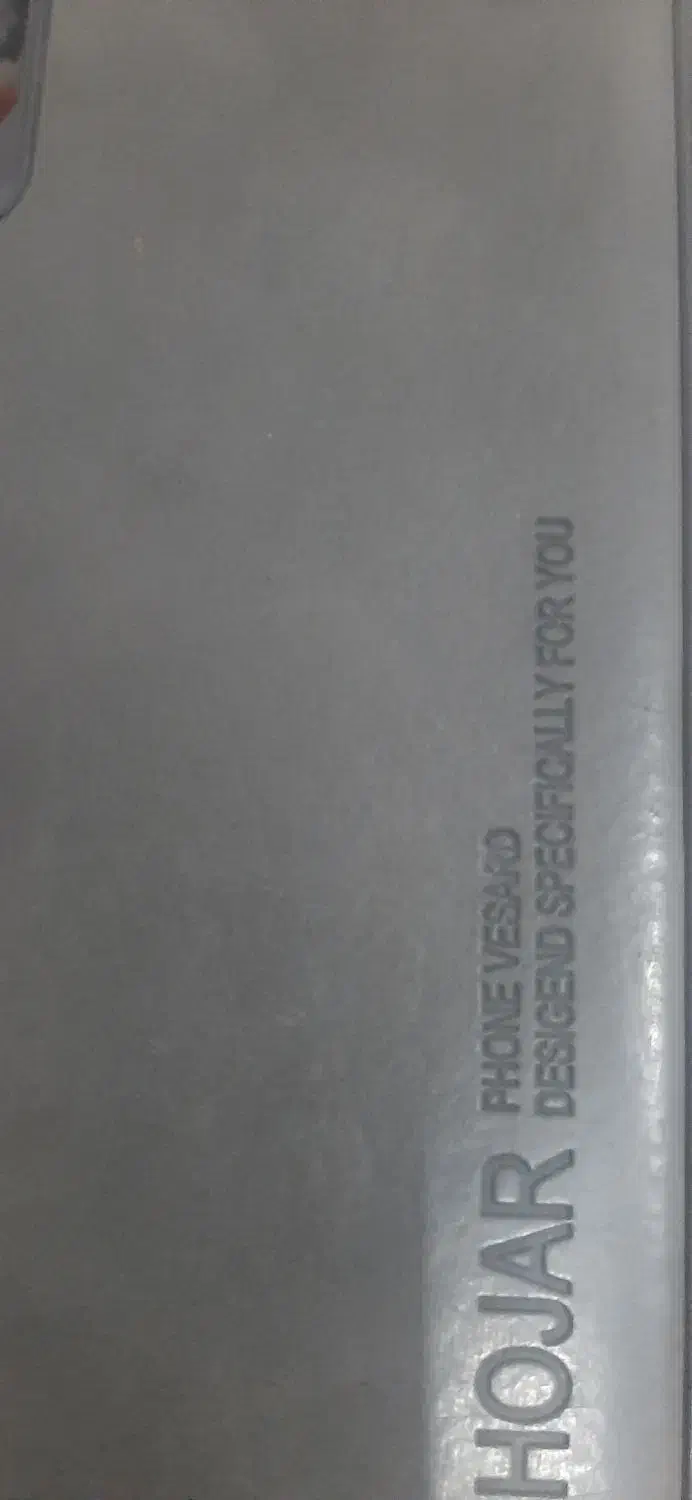 HOJAR
PHONE VESARD
DESIGEND SPECIFICALLY FOR YOU